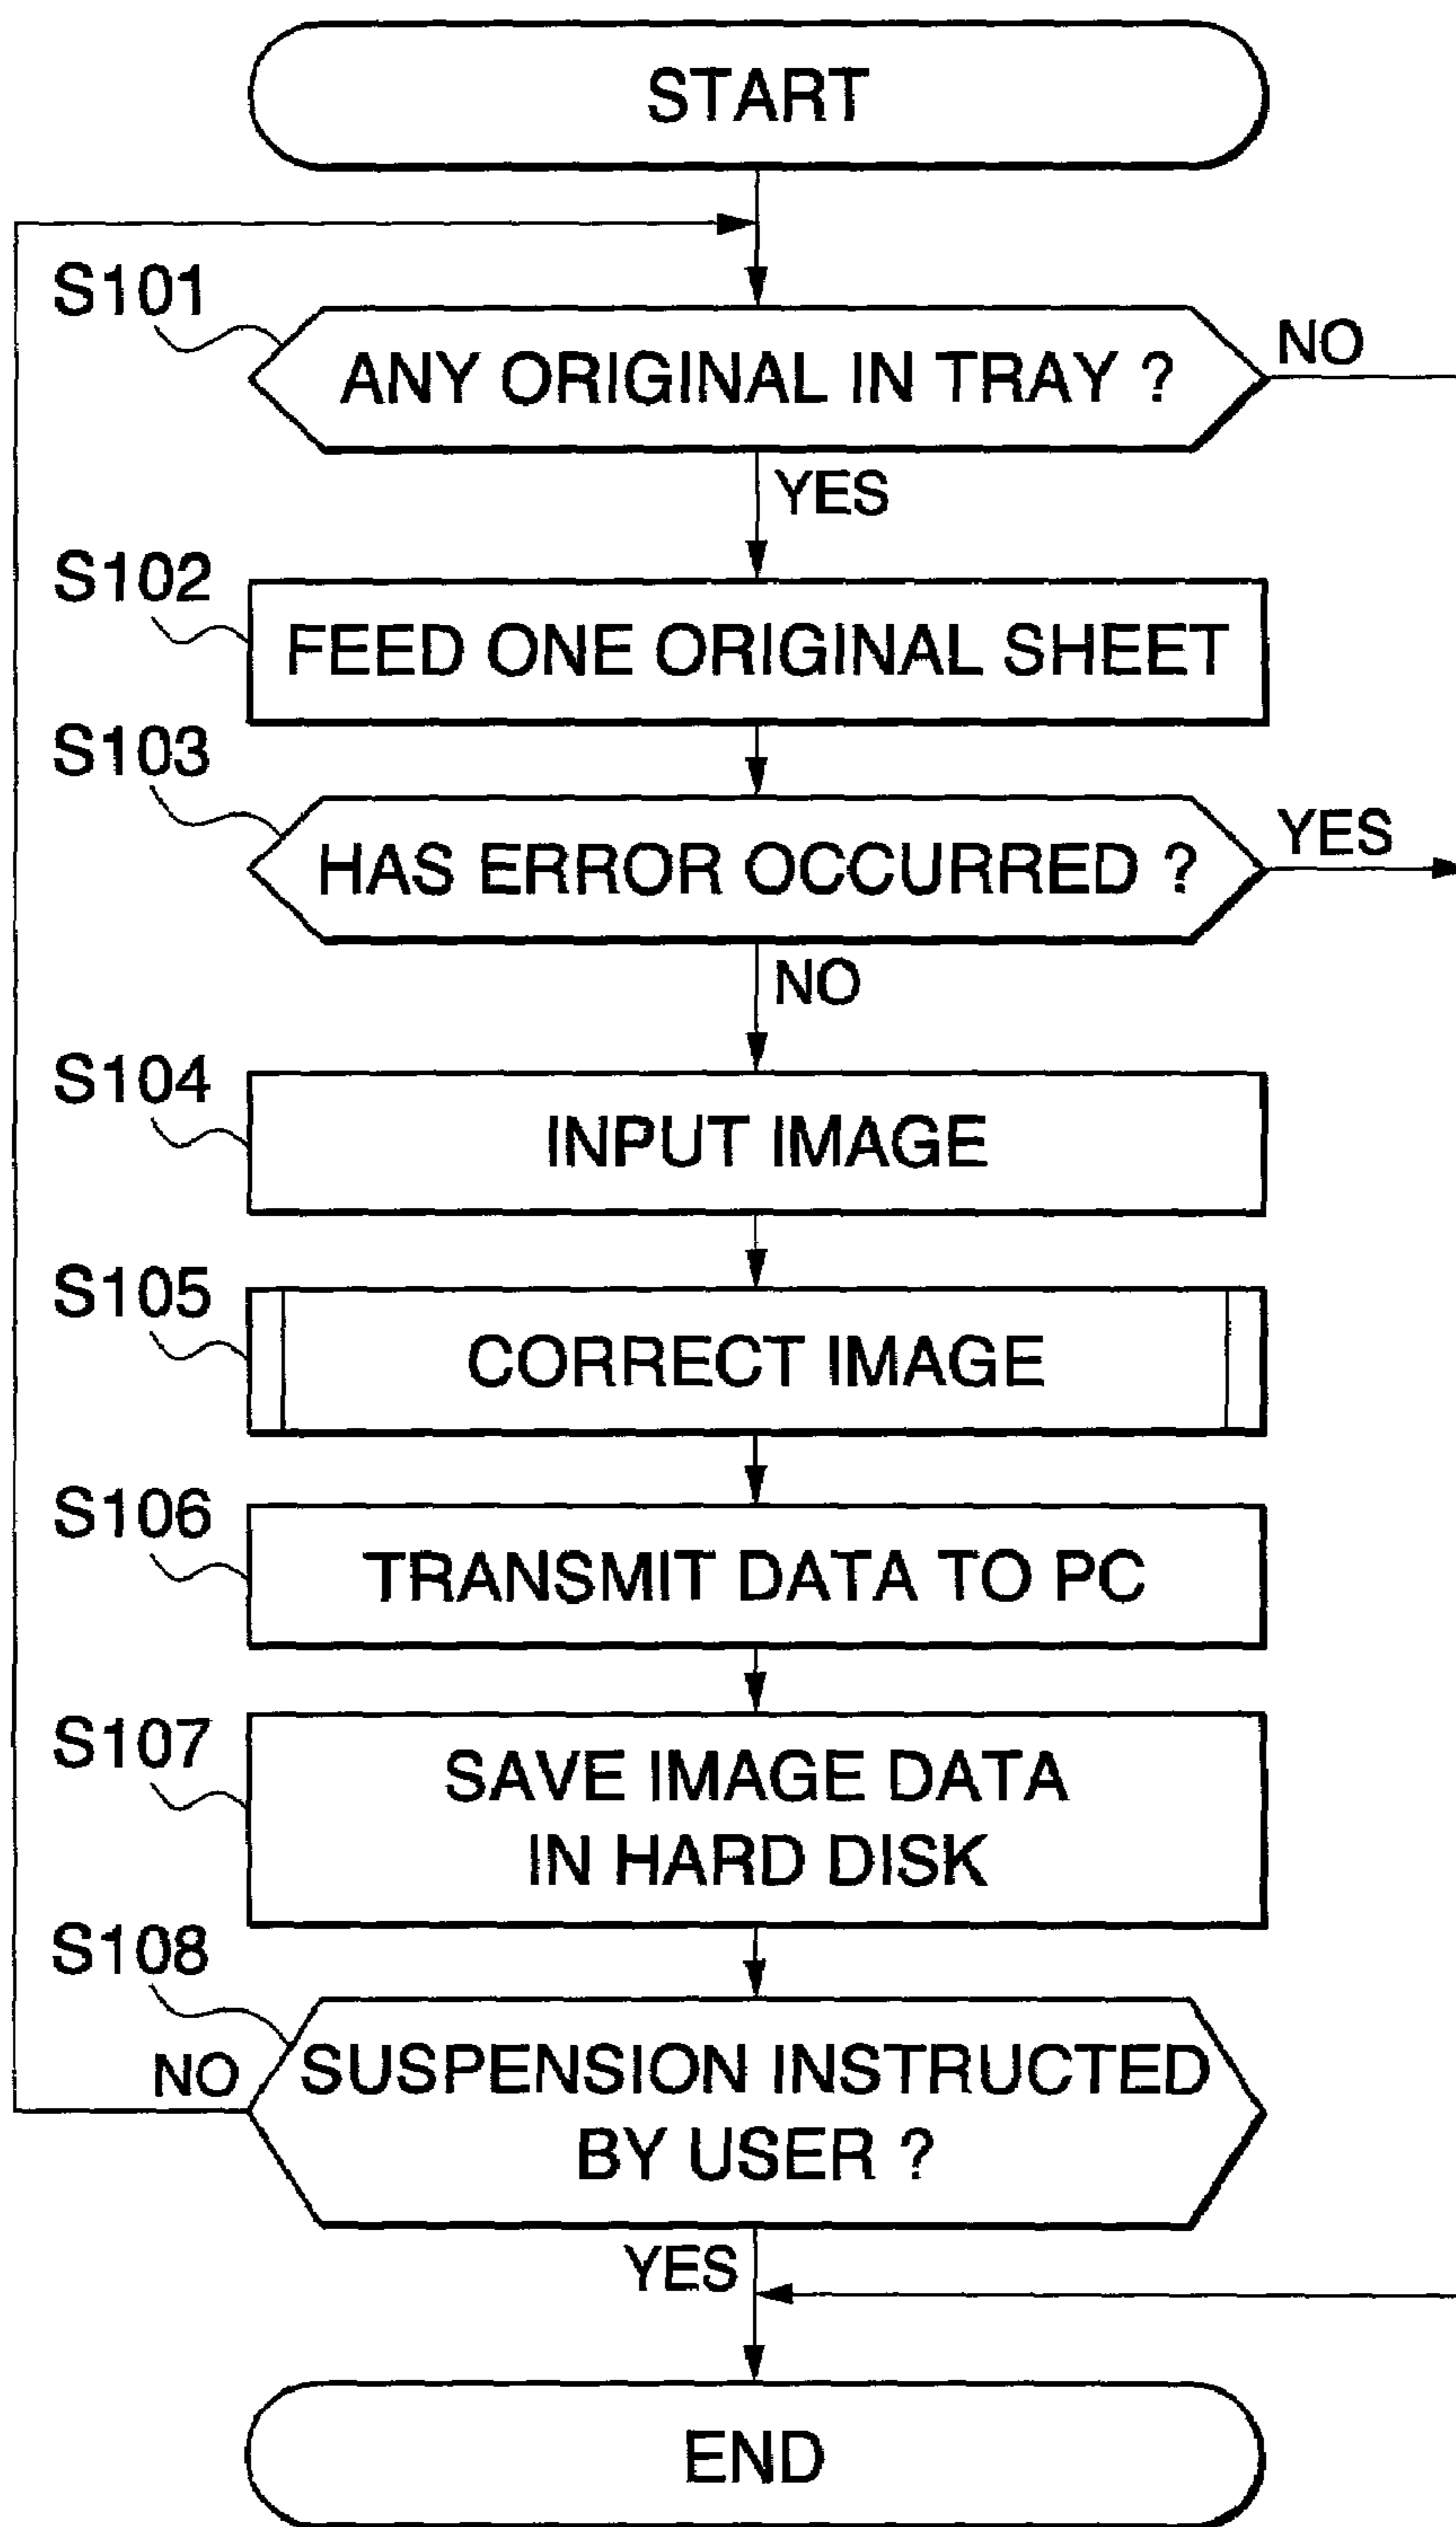 START
S101
ANY ORIGINAL IN TRAY ?
NO
YES
S102
FEED ONE ORIGINAL SHEET
S103
HAS ERROR OCCURRED ?
YES
NO
S104
INPUT IMAGE
S105
CORRECT IMAGE
S106
TRANSMIT DATA TO PC
S107
SAVE IMAGE DATA
IN HARD DISK
S108
NO
SUSPENSION INSTRUCTED
BY USER ?
YES
END